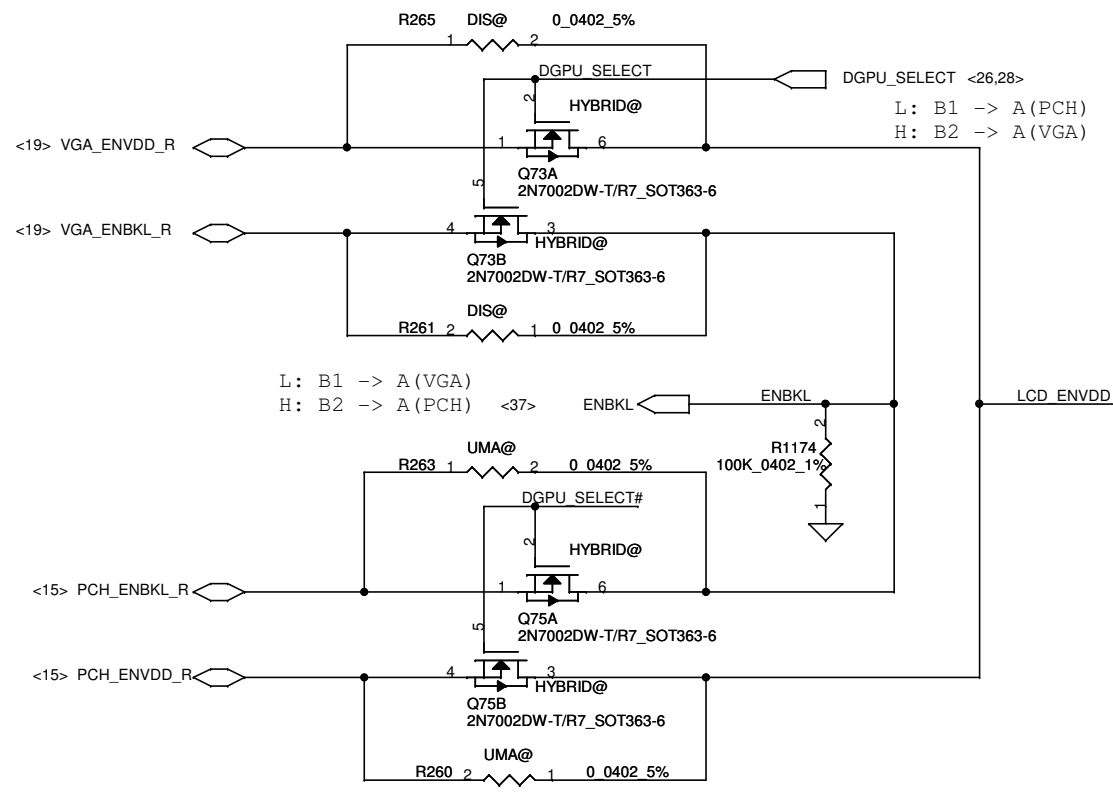 R265 DIS@ 0_0402_5%
1 2
DGPU_SELECT
DGPU_SELECT <26,28>
2
HYBRID@
L: B1 -> A(PCH)
H: B2 -> A(VGA)
<19> VGA_ENVDD_R
1 6
Q73A
2N7002DW-T/R7_SOT363-6
5
<19> VGA_ENBKL_R
4 3
HYBRID@
Q73B
2N7002DW-T/R7_SOT363-6
DIS@
R261 2 1 0_0402_5%
L: B1 -> A(VGA)
H: B2 -> A(PCH) <37> ENBKL
ENBKL
LCD_ENVDD
2
R1174
100K_0402_1%
1
UMA@
R263 1 2 0_0402_5%
DGPU_SELECT#
2
HYBRID@
<15> PCH_ENBKL_R
1 6
Q75A
2N7002DW-T/R7_SOT363-6
5
<15> PCH_ENVDD_R
4 3
HYBRID@
Q75B
2N7002DW-T/R7_SOT363-6
UMA@
R260 2 1 0_0402_5%